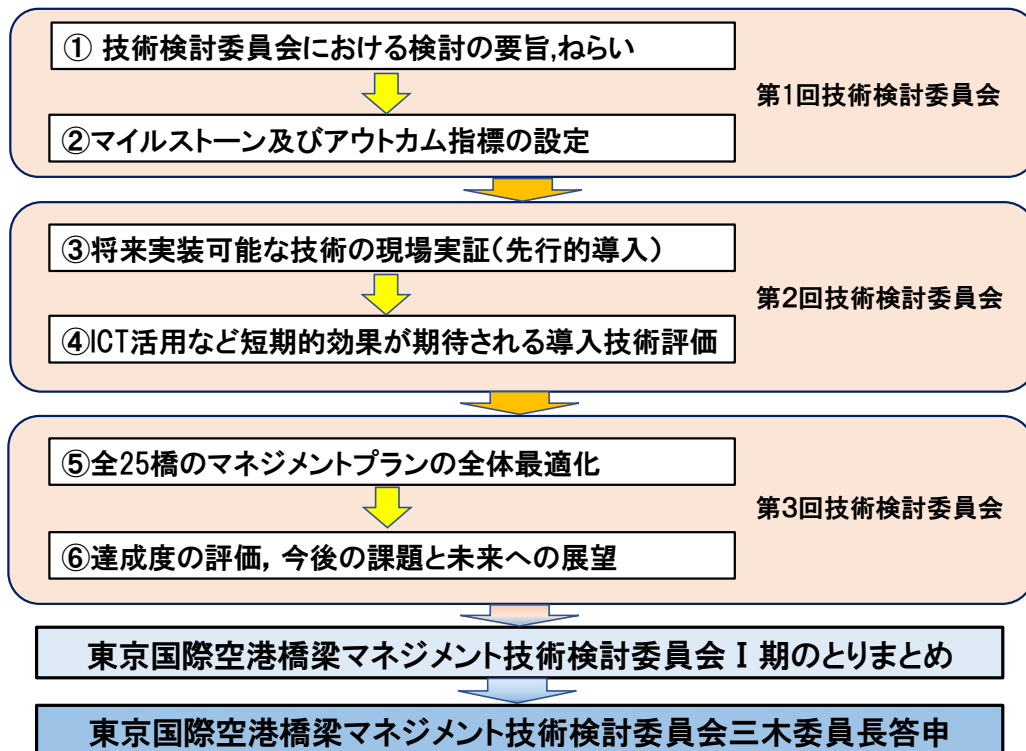 ① 技術検討委員会における検討の要旨,ねらい
第1回技術検討委員会
②マイルストーン及びアウトカム指標の設定
③将来実装可能な技術の現場実証(先行的導入)
第2回技術検討委員会
④ICT活用など短期的効果が期待される導入技術評価
⑤全25橋のマネジメントプランの全体最適化
第3回技術検討委員会
⑥達成度の評価, 今後の課題と未来への展望
東京国際空港橋梁マネジメント技術検討委員会Ⅰ期のとりまとめ
東京国際空港橋梁マネジメント技術検討委員会三木委員長答申